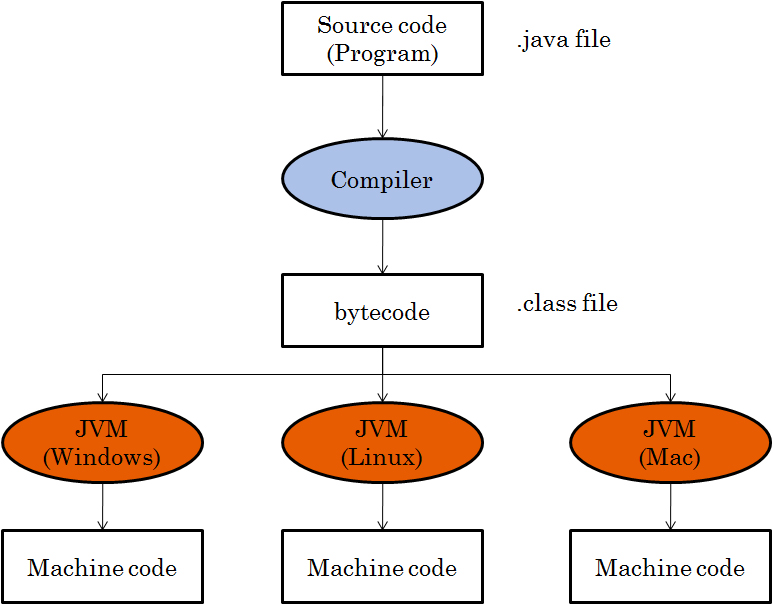 Source code
(Program)
.java file
Compiler
bytecode
.class file
JVM
(Windows)
JVM
(Linux)
JVM
(Mac)
Machine code
Machine code
Machine code